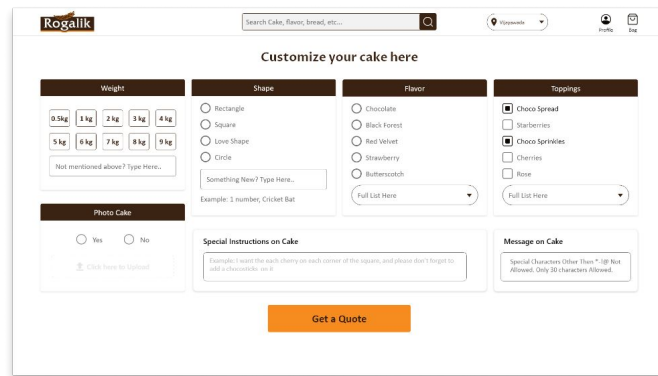 Rogalik
Search Cake, flavor, bread, etc...
Vijayawada
Profile
Bag
Customize your cake here
Weight
0.5kg 1 kg 2 kg 3 kg 4 kg
5 kg 6 kg 7 kg 8 kg 9 kg
Not mentioned above? Type Here..
Photo Cake
Yes No
Click here to Upload
Shape
Rectangle
Square
Love Shape
Circle
Something New? Type Here..
Example: 1 number, Cricket Bat
Flavor
Chocolate
Black Forest
Red Velvet
Strawberry
Butterscotch
Full List Here
Toppings
Choco Spread
Starberries
Choco Sprinkles
Cherries
Rose
Full List Here
Special Instructions on Cake
Example: I want the each cherry on each corner of the square, and please don't forget to
add a chocosticks on it
Message on Cake
Special Characters Other Than *-!@ Not
Allowed. Only 30 characters Allowed.
Get a Quote